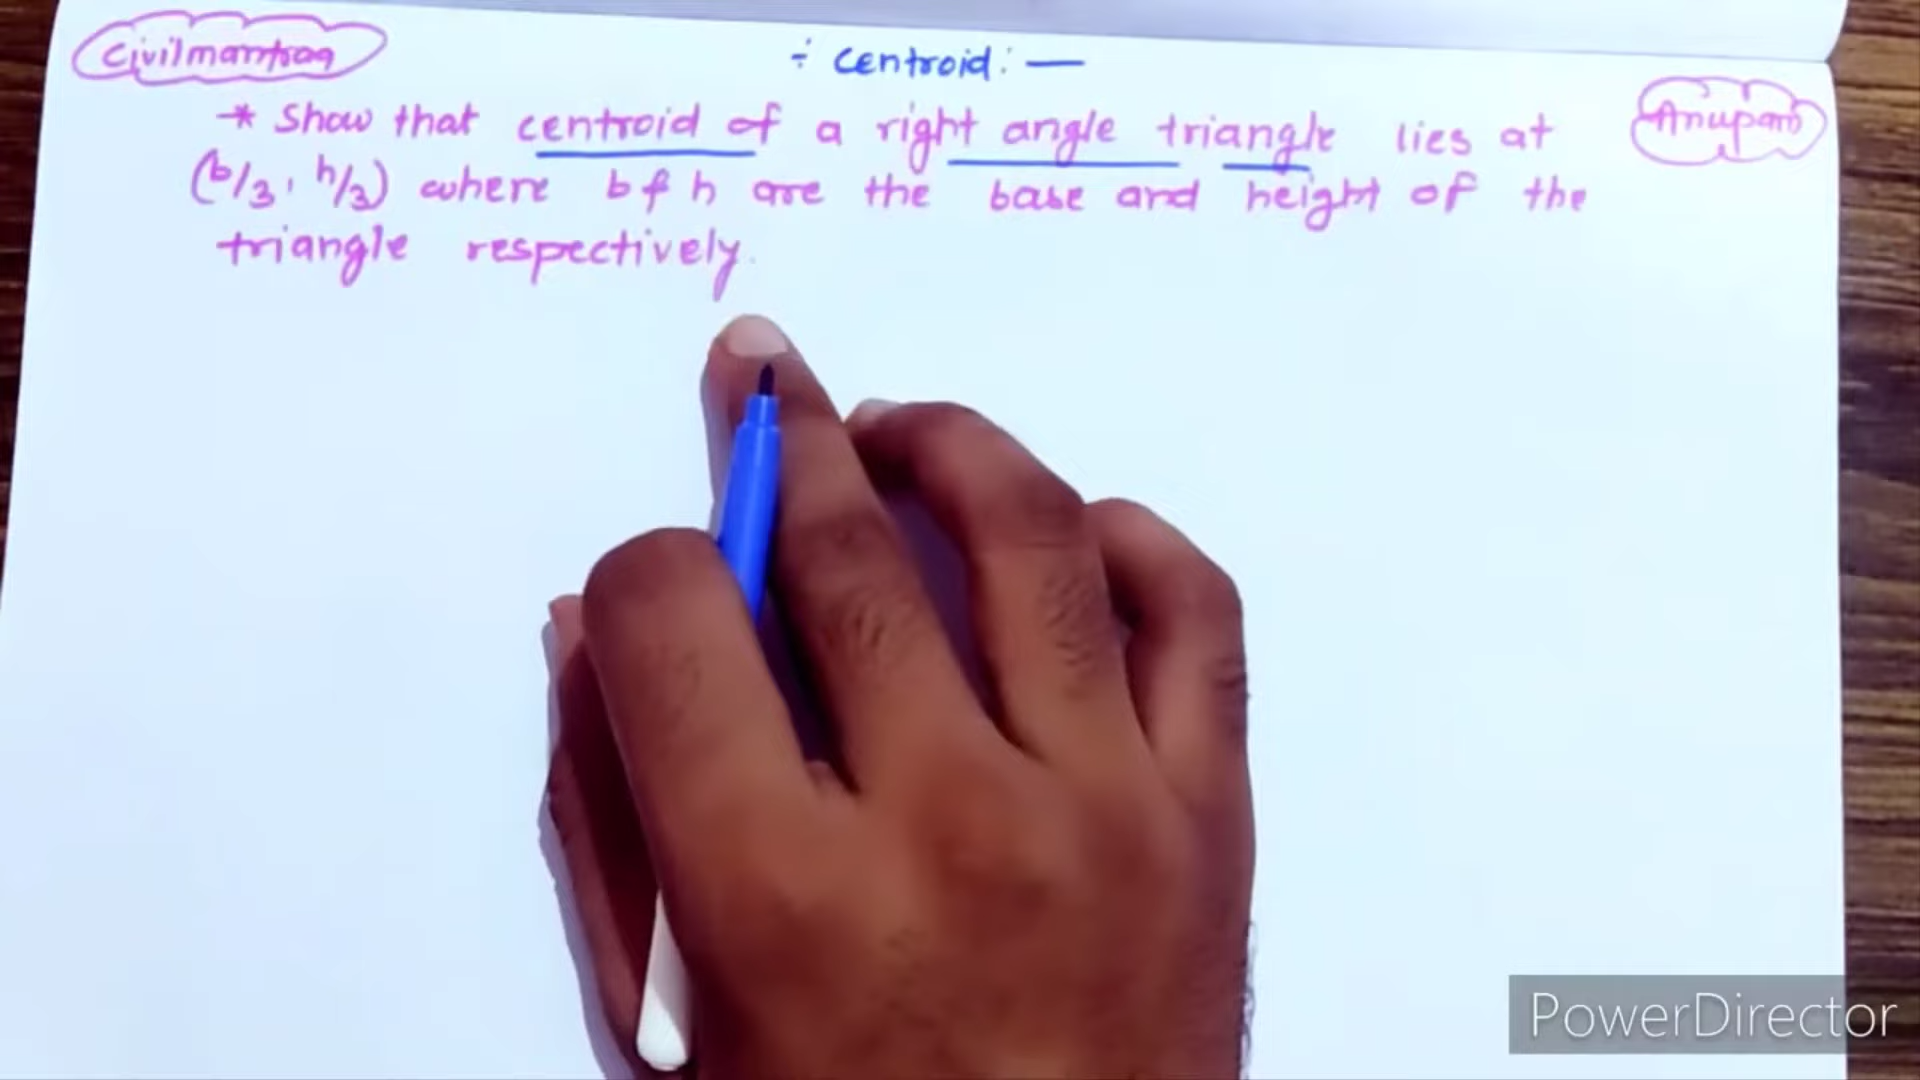 Civilmantraa
÷ Centroid: —
* Show that centroid of a right angle triangle lies at
Anupam
(b/3, h/3) where b & h are the base and height of the
triangle respectively.
PowerDirector